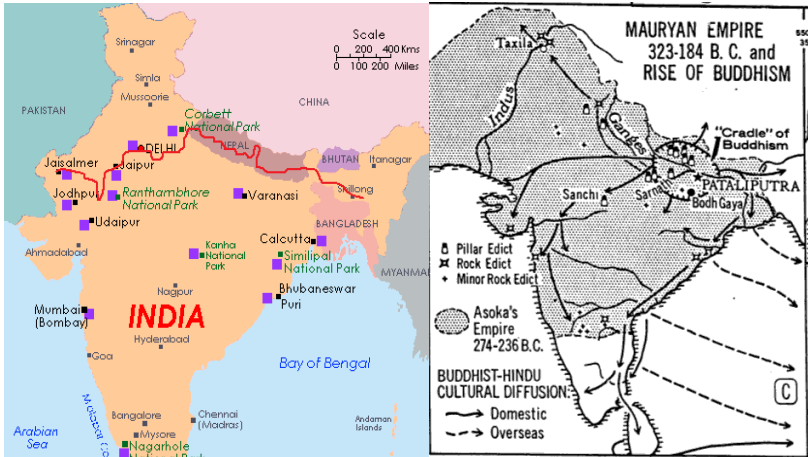 Scale
0 200 400 Kms
0 100 200 Miles
Srinagar
Simla
Mussoorie
PAKISTAN
CHINA
Corbett
National Park
DELHI
NEPAL
BHUTAN
Itanagar
Jaisalmer
Jaipur
Shillong
Jodhpur
Ranthambhore
National Park
Varanasi
Udaipur
BANGLADESH
Calcutta
Ahmadabad
Kanha
National
Park
Similipal
National Park
MYANMAR
Nagpur
Bhubaneswar
Puri
Mumbai
(Bombay)
INDIA
Hyderabad
Bay of Bengal
Goa
Arabian
Sea
Bangalore
Chennai
(Madras)
Andaman
Islands
Mysore
Nagarhole
MAURYAN EMPIRE
323-184 B. C. and
RISE OF BUDDHISM
Taxila
Indus
Ganges
"Cradle" of
Buddhism
Sanchi
Sarnath
PATALIPUTRA
Bodh Gaya
Pillar Edict
Rock Edict
Minor Rock Edict
Asoka's
Empire
274-236 B.C.
BUDDHIST-HINDU
CULTURAL DIFFUSION:
Domestic
Overseas
C